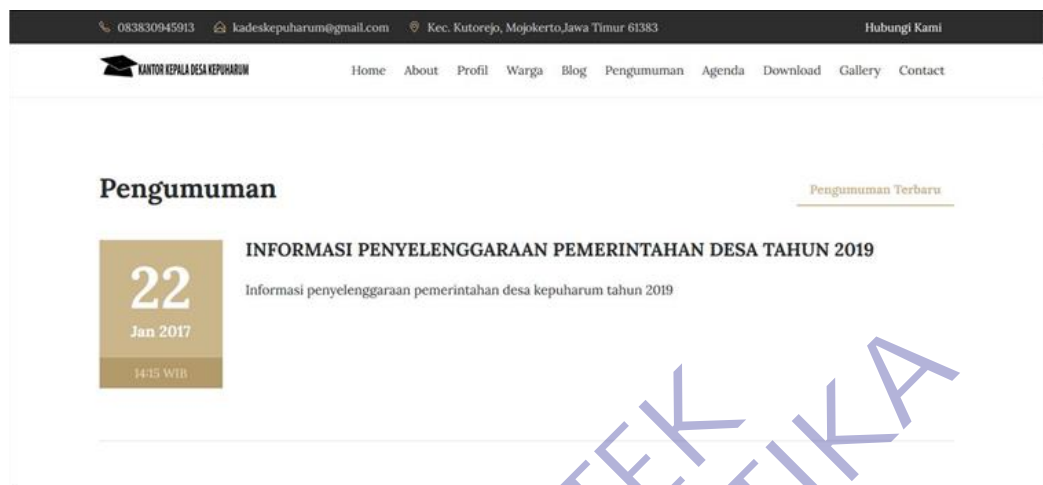 083830945913 kadeskepuharum@gmail.com Kec. Kutorejo, Mojokerto,Jawa Timur 61383 Hubungi Kami
KANTOR KEPALA DESA KEPUHARUM Home About Profil Warga Blog Pengumuman Agenda Download Gallery Contact
Pengumuman
Pengumuman Terbaru
22
Jan 2017
14:15 WIB
INFORMASI PENYELENGGARAAN PEMERINTAHAN DESA TAHUN 2019
Informasi penyelenggaraan pemerintahan desa kepuharum tahun 2019